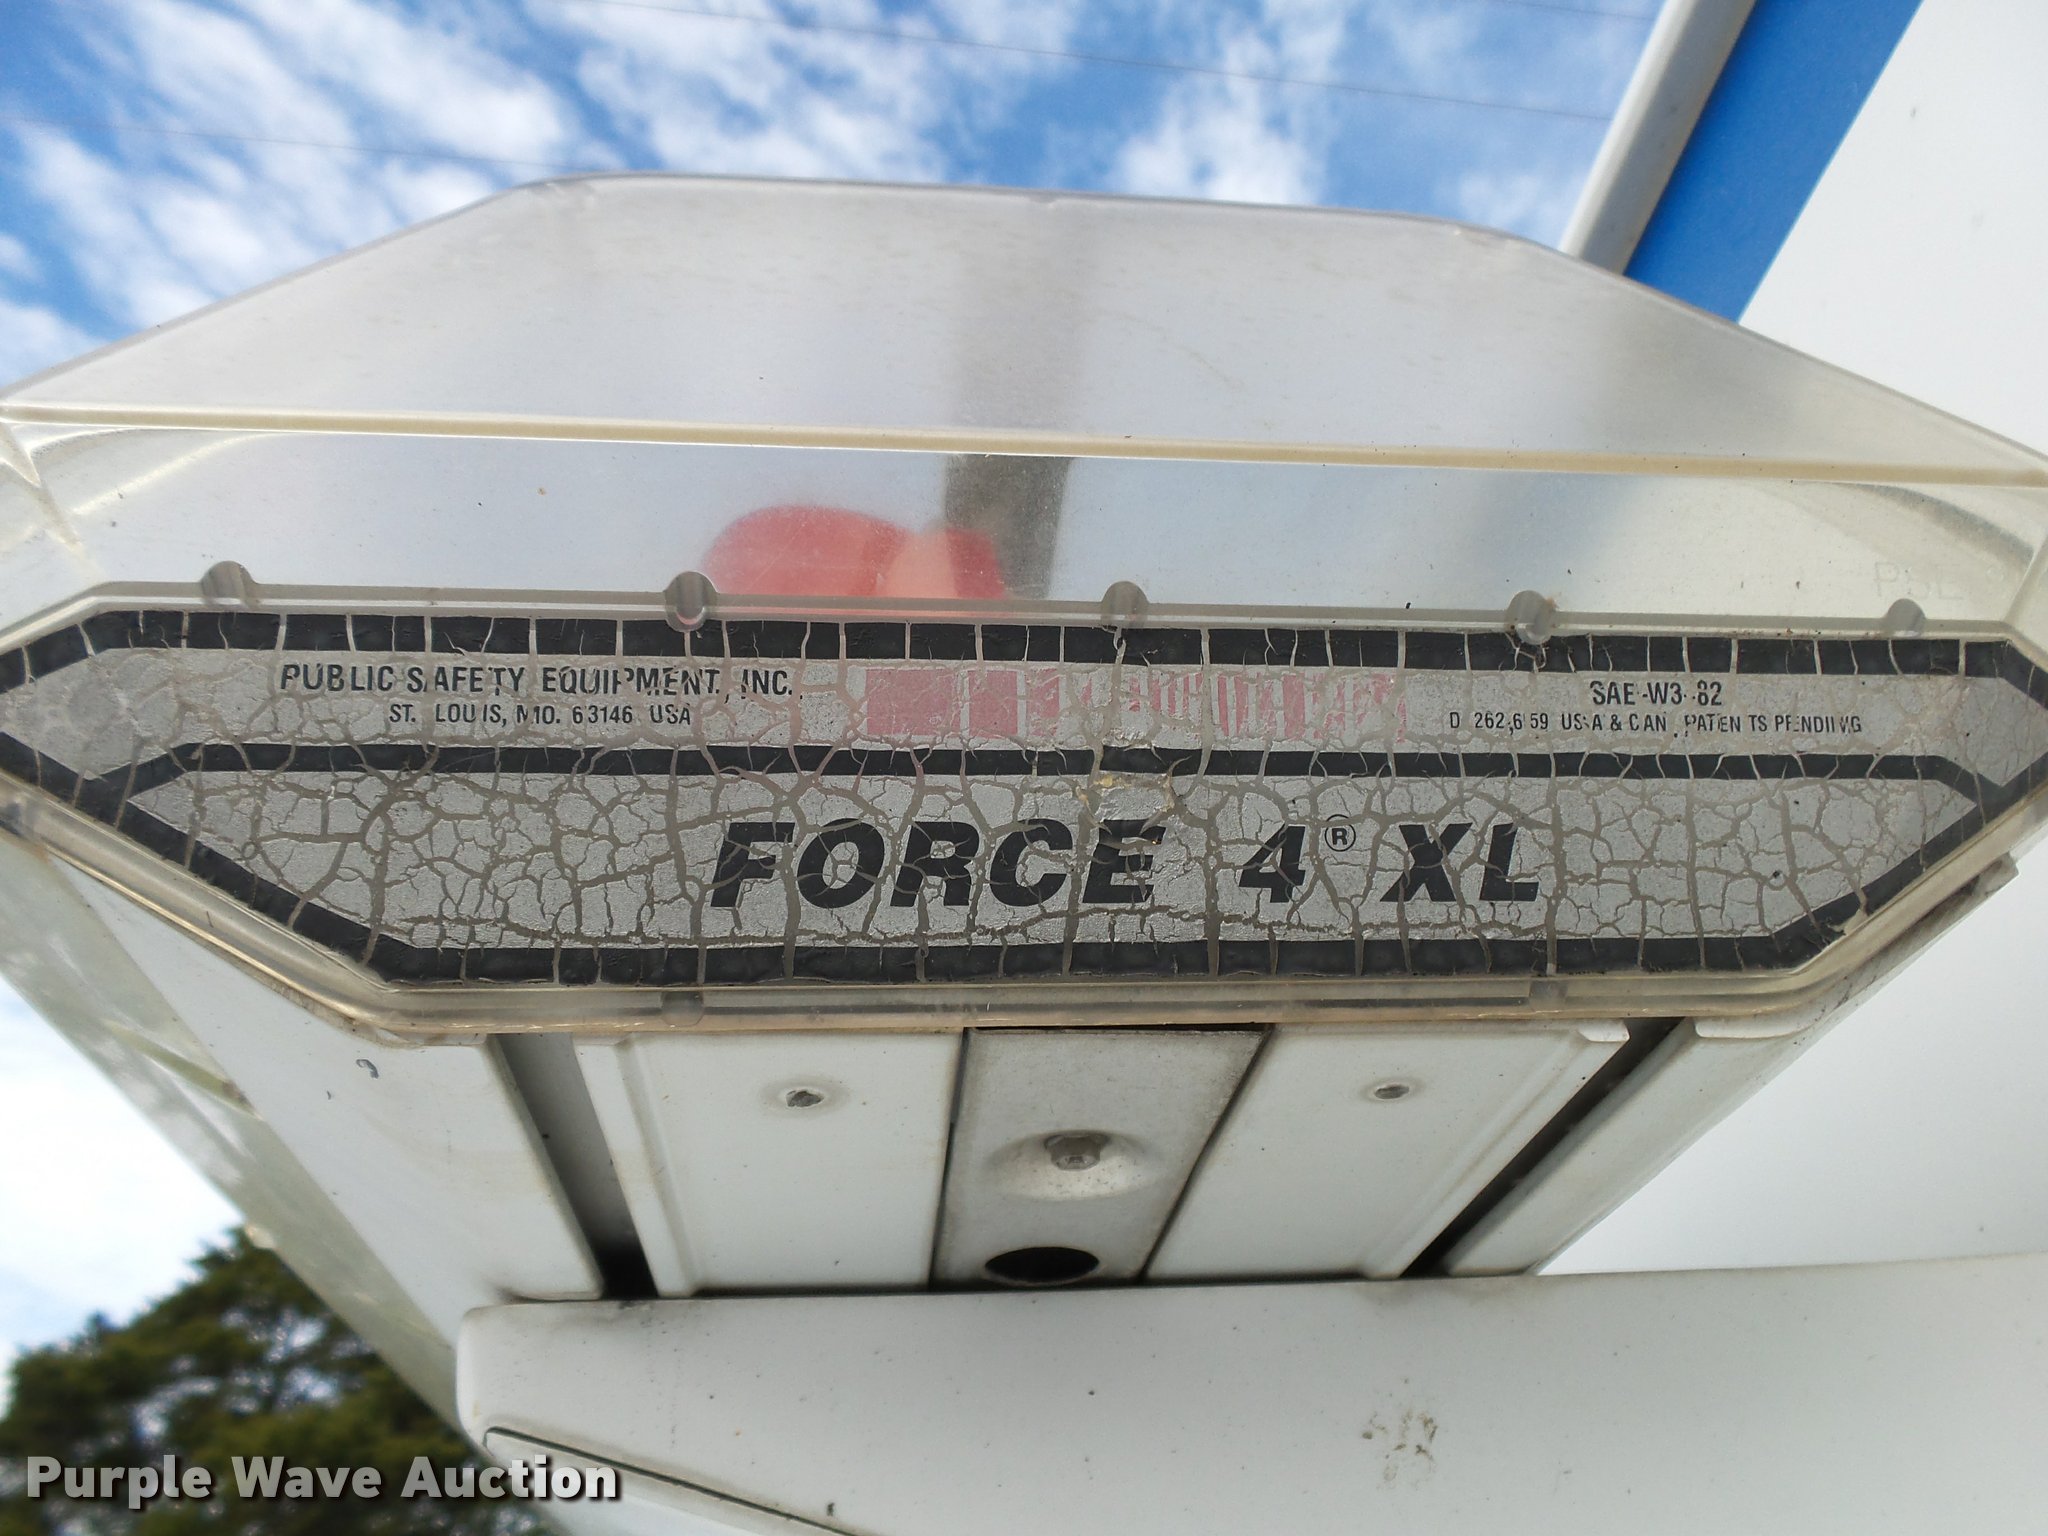 PUBLIC SAFETY EQUIPMENT, INC.
ST. LOUIS, MO. 63146 USA
SAE-W3-82
D 262,659 USA & CAN. PATENTS PENDING
FORCE 4® XL
Purple Wave Auction